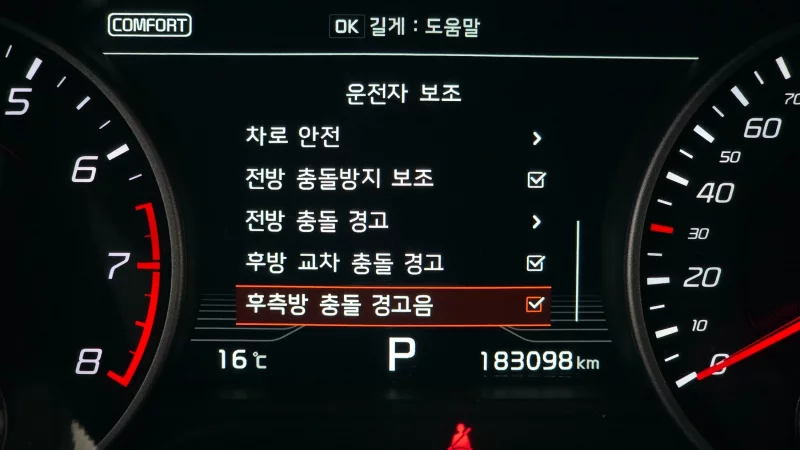 COMFORT
OK 길게 : 도움말
운전자 보조
차로 안전
전방 충돌방지 보조
전방 충돌 경고
후방 교차 충돌 경고
후측방 충돌 경고음
16℃
P
183098km
5
6
7
8
70
60
50
40
30
20
10
0